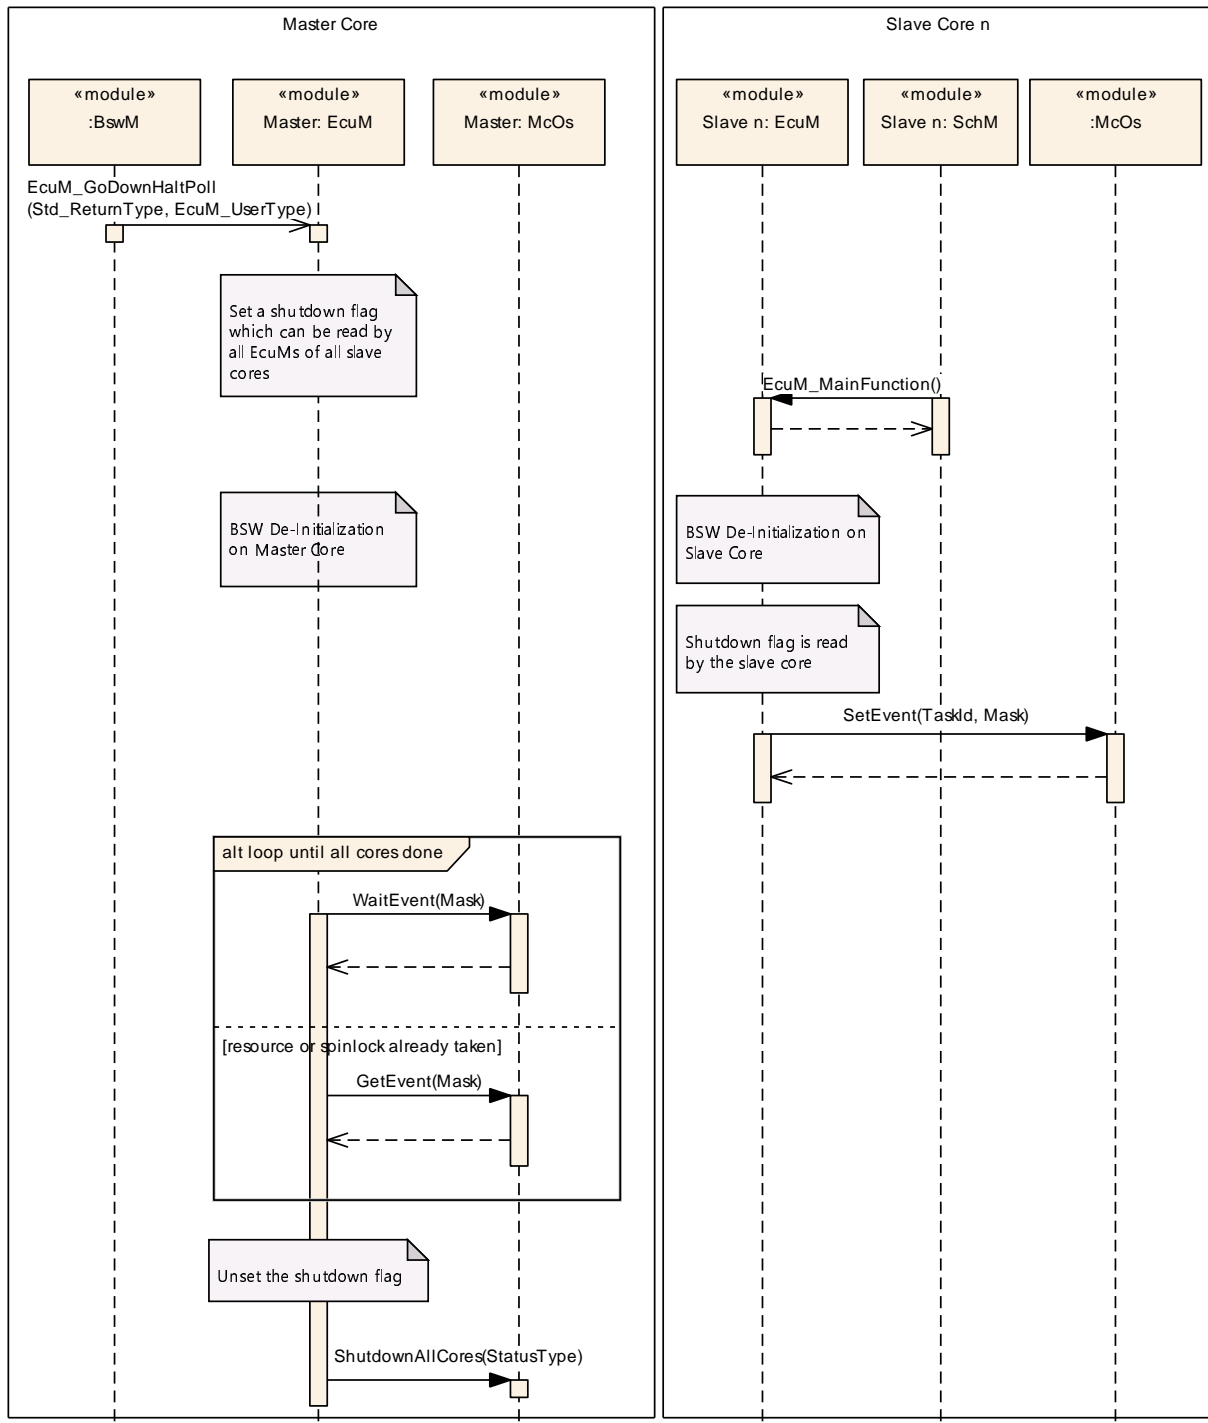 Master Core
Slave Core n
«module»
:BswM
«module»
Master: EcuM
«module»
Master: McOs
«module»
Slave n: EcuM
«module»
Slave n: SchM
«module»
:McOs
EcuM_GoDownHaltPoll
(Std_ReturnType, EcuM_UserType)
Set a shutdown flag
which can be read by
all EcuMs of all slave
cores
EcuM_MainFunction()
BSW De-Initialization
on Master Core
BSW De-Initialization on
Slave Core
Shutdown flag is read
by the slave core
SetEvent(TaskId, Mask)
alt loop until all cores done
WaitEvent(Mask)
[resource or spinlock already taken]
GetEvent(Mask)
Unset the shutdown flag
ShutdownAllCores(StatusType)